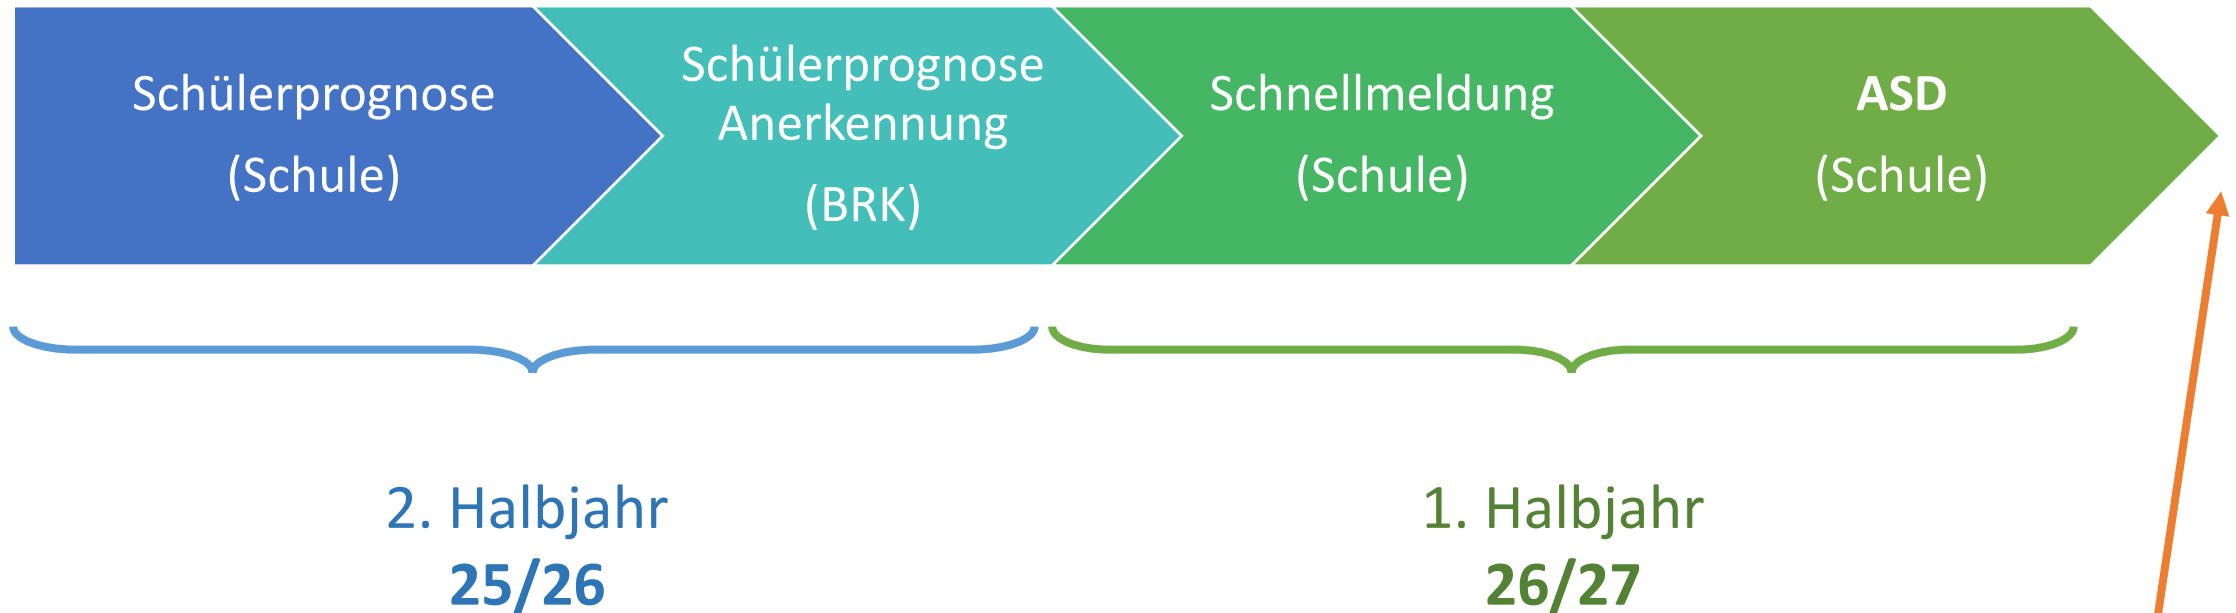 Schülerprognose
(Schule)
Schülerprognose
Anerkennung
(BRK)
Schnellmeldung
(Schule)
ASD
(Schule)
2. Halbjahr
25/26
1. Halbjahr
26/27